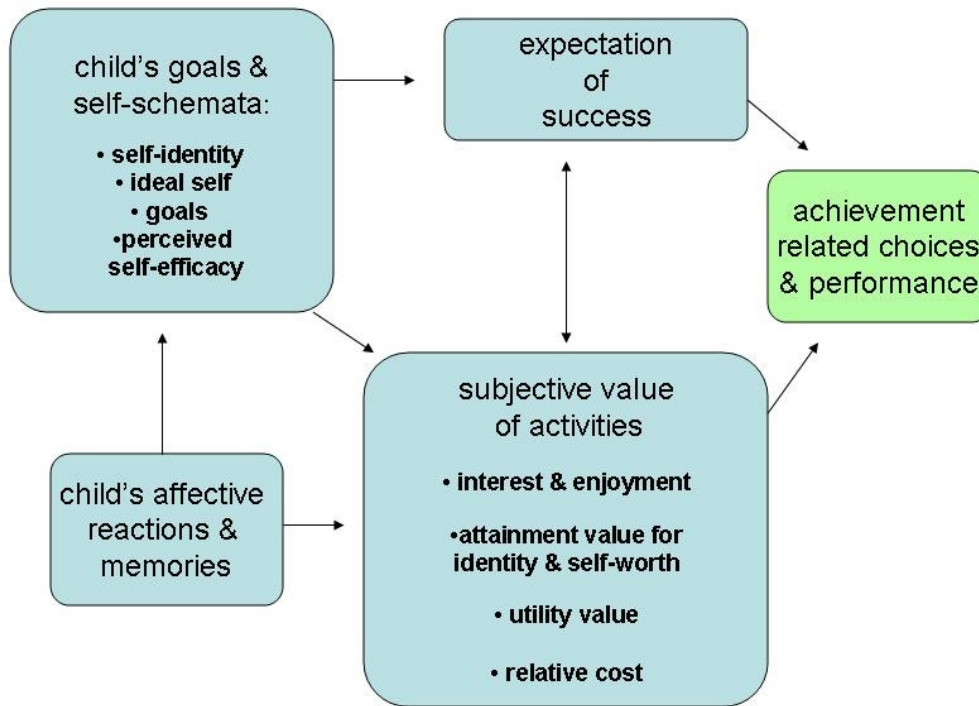 child's goals &
self-schemata:
• self-identity
• ideal self
• goals
•perceived
self-efficacy
expectation
of
success
achievement
related choices
& performance
child's affective
reactions &
memories
subjective value
of activities
• interest & enjoyment
•attainment value for
identity & self-worth
• utility value
• relative cost